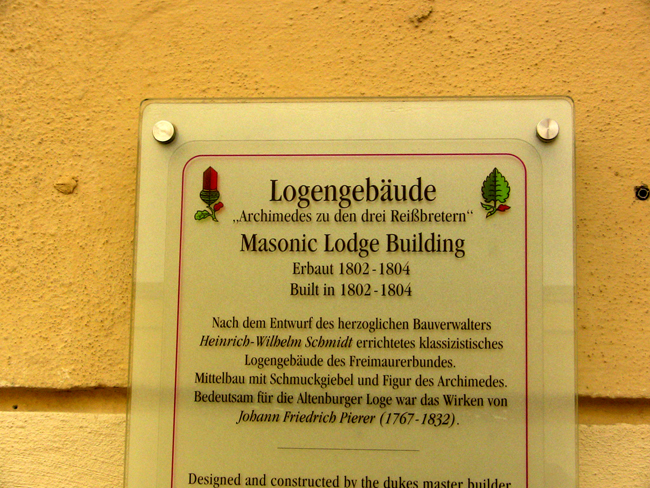 Logengebäude
„Archimedes zu den drei Reißbretern“
Masonic Lodge Building
Erbaut 1802 - 1804
Built in 1802 - 1804
Nach dem Entwurf des herzoglichen Bauverwalters
Heinrich-Wilhelm Schmidt errichtetes klassizistisches
Logengebäude des Freimaurerbundes.
Mittelbau mit Schmuckgiebel und Figur des Archimedes.
Bedeutsam für die Altenburger Loge war das Wirken von
Johann Friedrich Pierer (1767-1832).
Designed and constructed by the dukes master builder